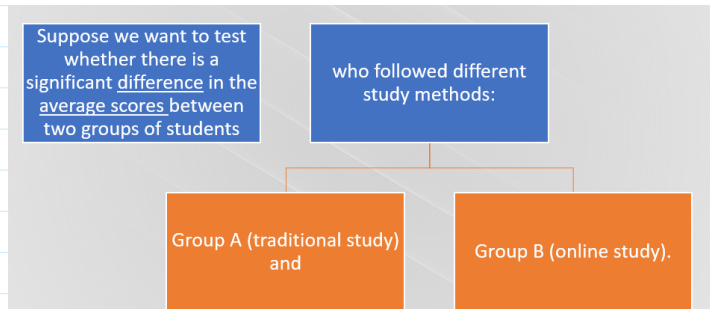 Suppose we want to test
whether there is a
significant difference in the
average scores between
two groups of students
who followed different
study methods:
Group A (traditional study)
and
Group B (online study).